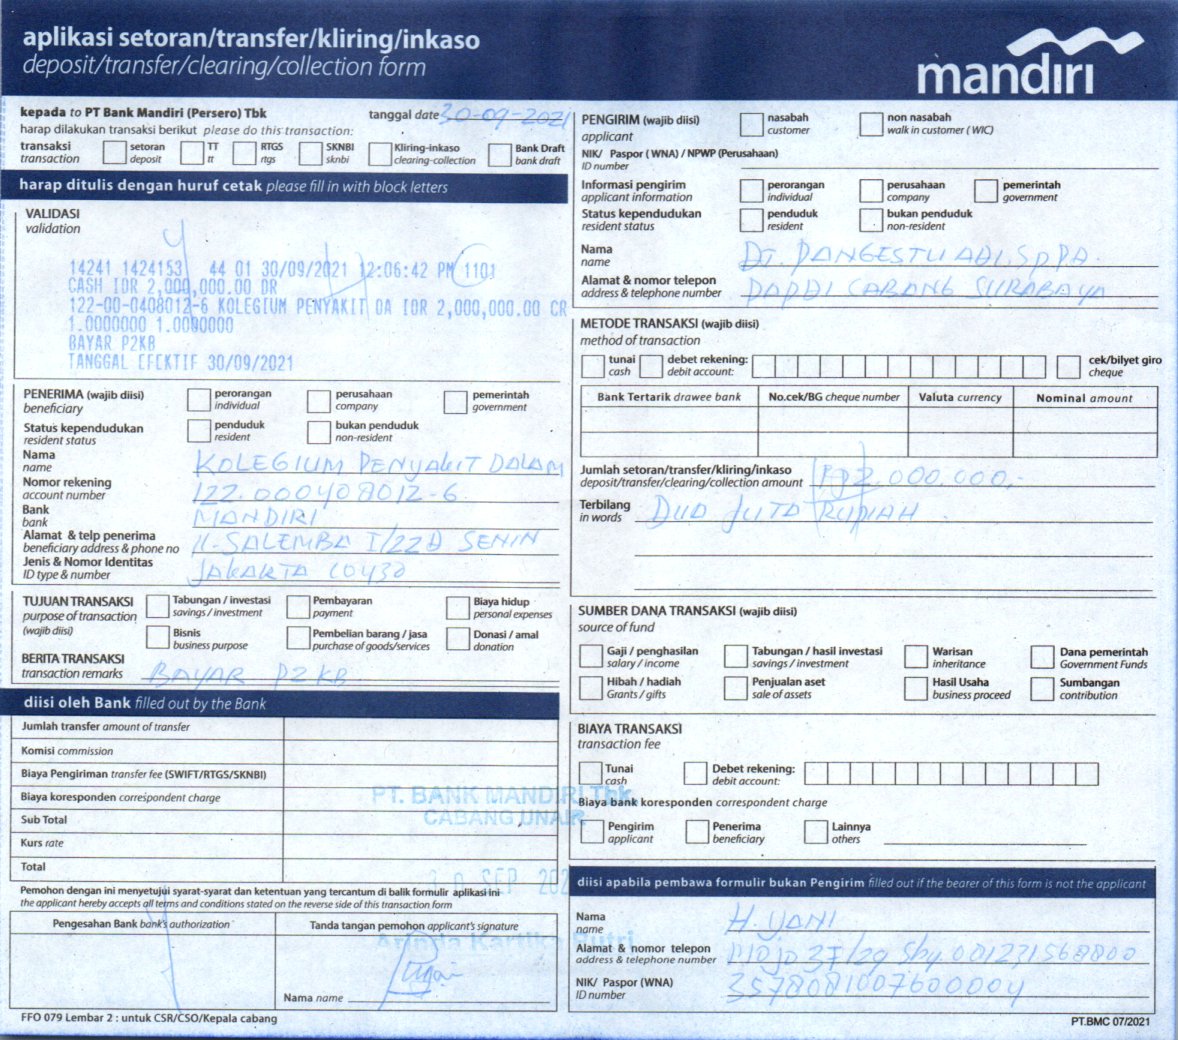 aplikasi setoran/transfer/kliring/inkaso
deposit/transfer/clearing/collection form
mandiri
kepada to PT Bank Mandiri (Persero) Tbk
tanggal date 30-09-2021
harap dilakukan transaksi berikut please do this transaction:
transaksi transaction
setoran deposit
TT tt
RTGS rtgs
SKNBI sknbi
Kliring-inkaso clearing-collection
Bank Draft bank draft
harap ditulis dengan huruf cetak please fill in with block letters
VALIDASI
validation
14241 1424153 44 01 30/09/2021 12:06:42 PM 1101
CASH IDR 2,000,000.00 DR
122-00-0408012-6 KOLEGIUM PENYAKIT DA IDR 2,000,000.00 CR
1.0000000 1.0000000
BAYAR P2KB
TANGGAL EFEKTIF 30/09/2021
PENERIMA (wajib diisi)
beneficiary
perorangan individual
perusahaan company
pemerintah government
Status kependudukan
resident status
penduduk resident
bukan penduduk non-resident
Nama
name
KOLEGIUM PENYAKIT DALAM
Nomor rekening
account number
122.000408012-6
Bank
bank
MANDIRI
Alamat & telp penerima
beneficiary address & phone no
SALEMBA I/22D SENIN
Jenis & Nomor Identitas
ID type & number
JAKARTA 10430
TUJUAN TRANSAKSI
purpose of transaction
(wajib diisi)
Tabungan / investasi savings / investment
Pembayaran payment
Biaya hidup personal expenses
Bisnis business purpose
Pembelian barang / jasa purchase of goods/services
Donasi / amal donation
BERITA TRANSAKSI
transaction remarks
BAYAR P2KB
diisi oleh Bank filled out by the Bank
Jumlah transfer amount of transfer
Komisi commission
Biaya Pengiriman transfer fee (SWIFT/RTGS/SKNBI)
Biaya koresponden correspondent charge
Sub Total
Kurs rate
Total
PT. BANK MANDIRI Tbk
CABANG UNAIR
SEP 202
Pemohon dengan ini menyetujui syarat-syarat dan ketentuan yang tercantum di balik formulir aplikasi ini
the applicant hereby accepts all terms and conditions stated on the reverse side of this transaction form
Pengesahan Bank bank's authorization
Tanda tangan pemohon applicant's signature
Kartika Putri
Nama name
FFO 079 Lembar 2 : untuk CSR/CSO/Kepala cabang
PENGIRIM (wajib diisi)
applicant
nasabah customer
non nasabah walk in customer ( WIC)
NIK/ Paspor ( WNA) / NPWP (Perusahaan)
ID number
Informasi pengirim
applicant information
perorangan individual
perusahaan company
pemerintah government
Status kependudukan
resident status
penduduk resident
bukan penduduk non-resident
Nama
name
PANGESTU ADI, SpPD
Alamat & nomor telepon
address & telephone number
PAPDI CABANG SURABAYA
METODE TRANSAKSI (wajib diisi)
method of transaction
tunai cash
debet rekening: debit account:
cek/bilyet giro cheque
Bank Tertarik drawee bank
No.cek/BG cheque number
Valuta currency
Nominal amount
Jumlah setoran/transfer/kliring/inkaso
deposit/transfer/clearing/collection amount
Rp 2.000.000,-
Terbilang
in words
DUA JUTA RUPIAH
SUMBER DANA TRANSAKSI (wajib diisi)
source of fund
Gaji / penghasilan salary / income
Tabungan / hasil investasi savings / investment
Warisan inheritance
Dana pemerintah Government Funds
Hibah / hadiah Grants / gifts
Penjualan aset sale of assets
Hasil Usaha business proceed
Sumbangan contribution
BIAYA TRANSAKSI
transaction fee
Tunai cash
Debet rekening: debit account:
Biaya bank koresponden correspondent charge
Pengirim applicant
Penerima beneficiary
Lainnya others
diisi apabila pembawa formulir bukan Pengirim filled out if the bearer of this form is not the applicant
Nama
name
H. YANI
Alamat & nomor telepon
address & telephone number
Mojo Sby. 081231568800
NIK/ Paspor (WNA)
ID number
3578081007600004
PT.BMC 07/2021